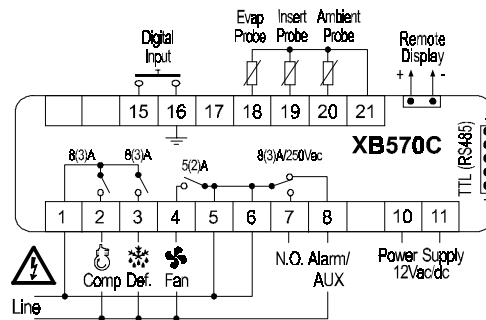 Evap Probe
Insert Probe
Ambient Probe
Digital Input
Remote Display
+ -
15 16 17 18 19 20 21
XB570C
TTL (RS485)
8(3)A 8(3)A 5(2)A 8(3)A/250Vac
1 2 3 4 5 6 7 8 10 11
Comp Def. Fan
N.O. Alarm/
AUX
Power Supply
12Vac/dc
Line